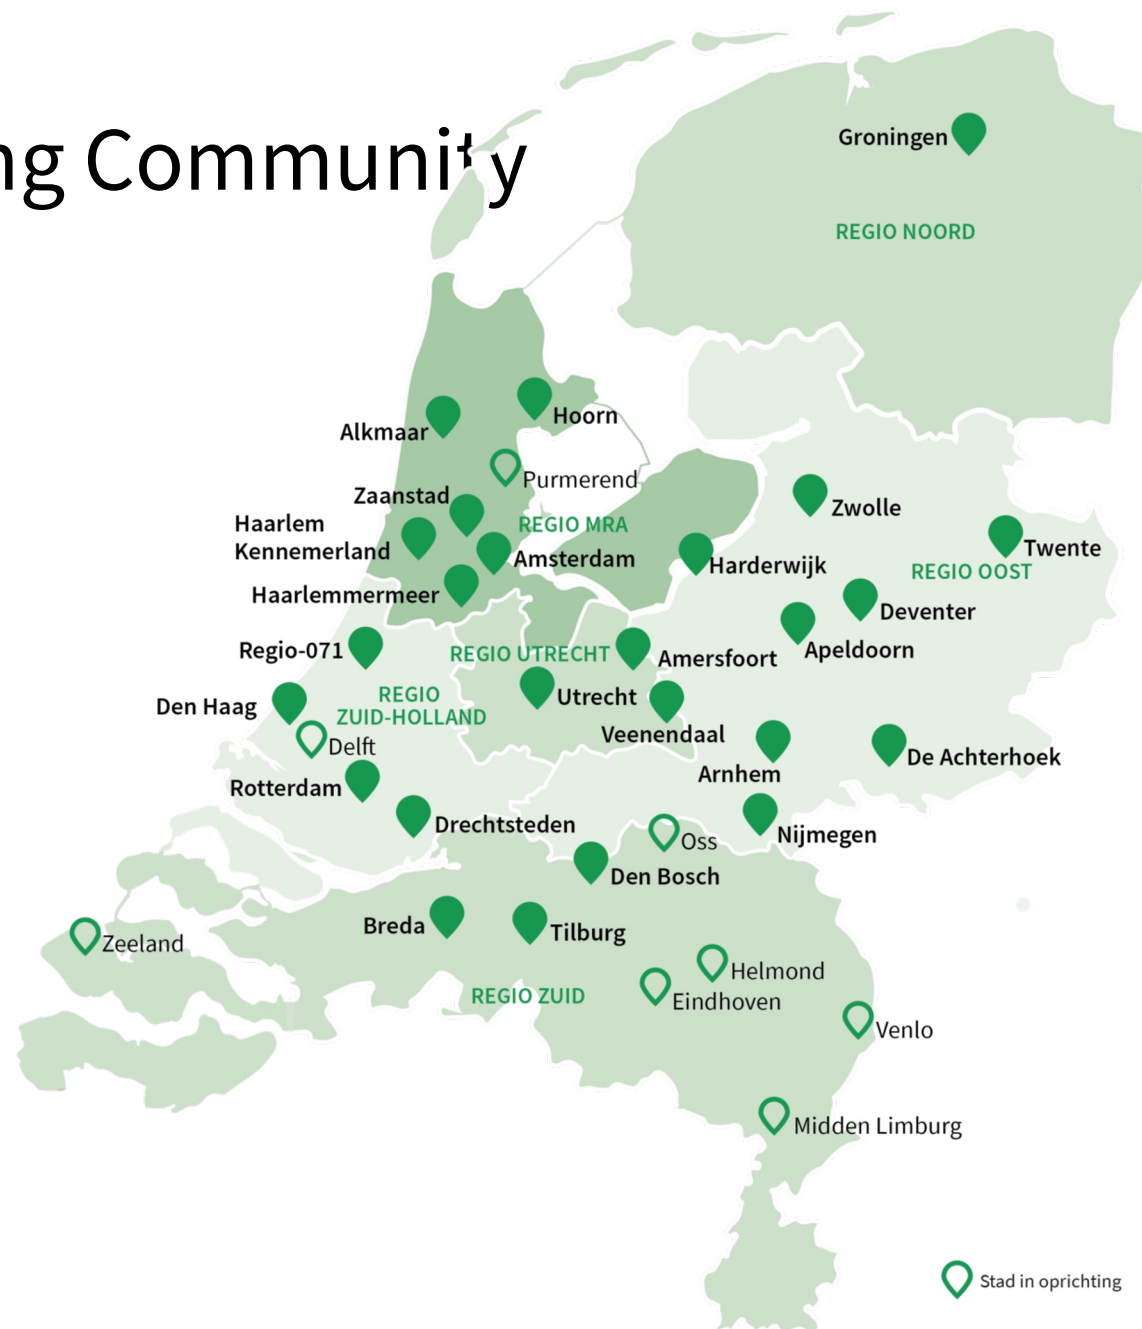 ng Community
Groningen
REGIO NOORD
Hoorn
Alkmaar
Purmerend
Zaanstad
Zwolle
Haarlem
Kennemerland
REGIO MRA
Amsterdam
Twente
Harderwijk
REGIO OOST
Haarlemmermeer
Deventer
Regio-071
REGIO UTRECHT
Amersfoort
Apeldoorn
Den Haag
REGIO
ZUID-HOLLAND
Utrecht
Veenendaal
Delft
De Achterhoek
Arnhem
Rotterdam
Drechtsteden
Nijmegen
Oss
Den Bosch
Breda
Tilburg
Zeeland
Helmond
REGIO ZUID
Eindhoven
Venlo
Midden Limburg
Stad in oprichting